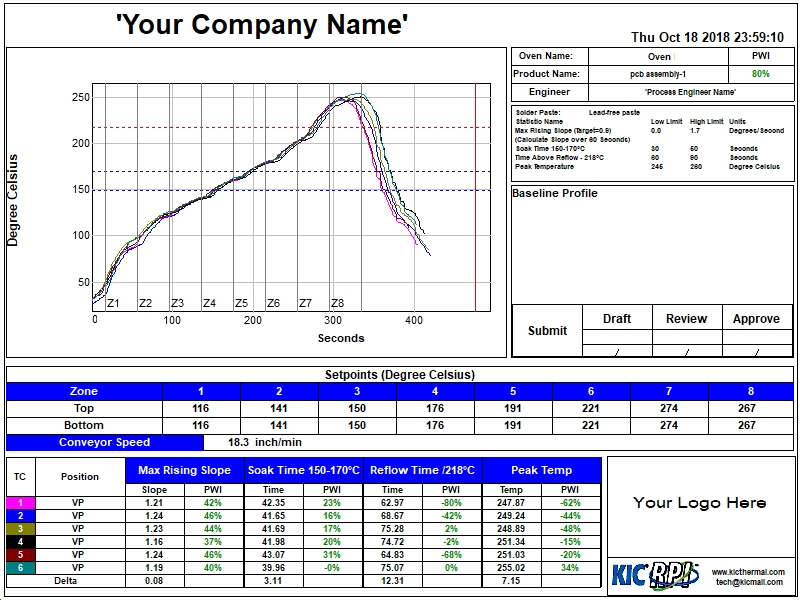 'Your Company Name'
Thu Oct 18 2018 23:59:10
Oven Name: Oven PWI
Product Name: pcb assembly-1 80%
Engineer 'Process Engineer Name'
Solder Paste: Lead-free paste
Statistic Name Low Limit High Limit Units
Max Rising Slope (Target=0.9) 0.0 1.7 Degrees/Second
(Calculate Slope over 60 Seconds)
Soak Time 150-170°C 30 50 Seconds
Time Above Reflow - 218°C 60 90 Seconds
Peak Temperature 245 260 Degree Celsius
Baseline Profile
Submit Draft Review Approve
/ / /
Degree Celsius
250
200
150
100
50
Z1 Z2 Z3 Z4 Z5 Z6 Z7 Z8
0 100 200 300 400
Seconds
Setpoints (Degree Celsius)
Zone 1 2 3 4 5 6 7 8
Top 116 141 150 176 191 221 274 267
Bottom 116 141 150 176 191 221 274 267
Conveyor Speed 18.3 inch/min
TC Position Max Rising Slope Soak Time 150-170°C Reflow Time /218°C Peak Temp
Slope PWI Time PWI Time PWI Temp PWI
1 VP 1.21 42% 42.35 23% 62.97 -80% 247.87 -62%
2 VP 1.24 46% 41.65 16% 68.67 -42% 249.24 -44%
3 VP 1.23 44% 41.69 17% 75.28 2% 248.89 -48%
4 VP 1.16 37% 41.98 20% 74.72 -2% 251.34 -15%
5 VP 1.24 46% 43.07 31% 64.83 -68% 251.03 -20%
6 VP 1.19 40% 39.96 -0% 75.07 0% 255.02 34%
Delta 0.08 3.11 12.31 7.15
Your Logo Here
KIC RPI
www.kicthermal.com
tech@kicmail.com